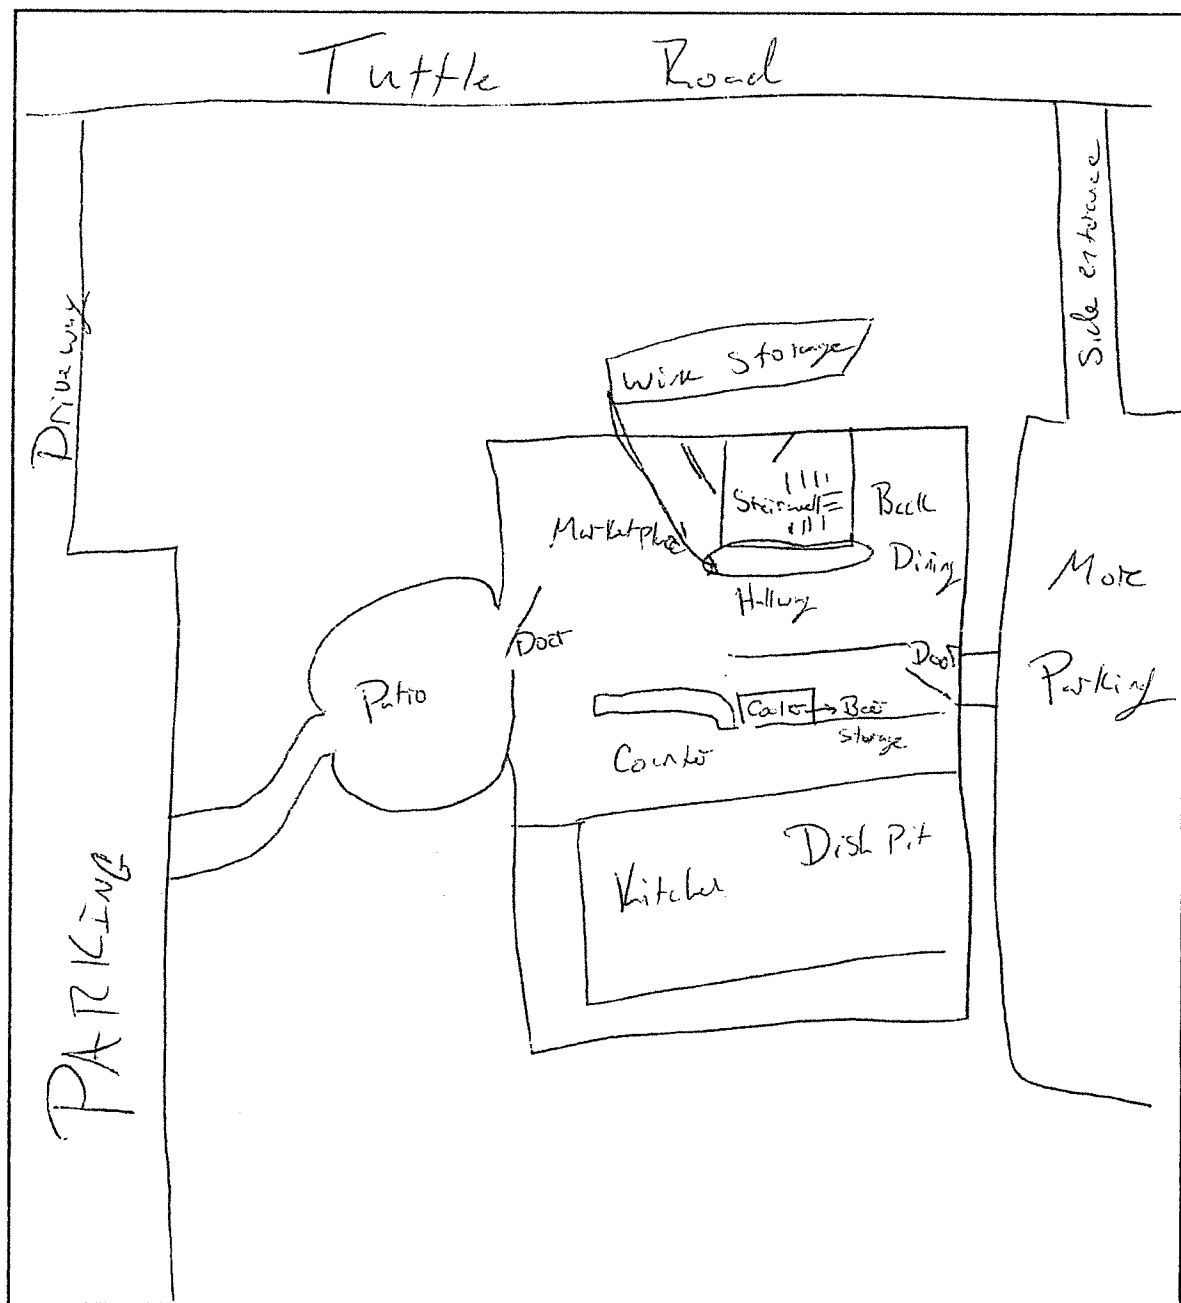 Tuttle Road
Side entrance
Driveway
Wine Storage
Stairwell
Back
Dining
Marketplace
Hallway
More
Parking
Door
Door
Patio
Cooler → Beer
Storage
Counter
Dish Pit
Kitchen
PARKING